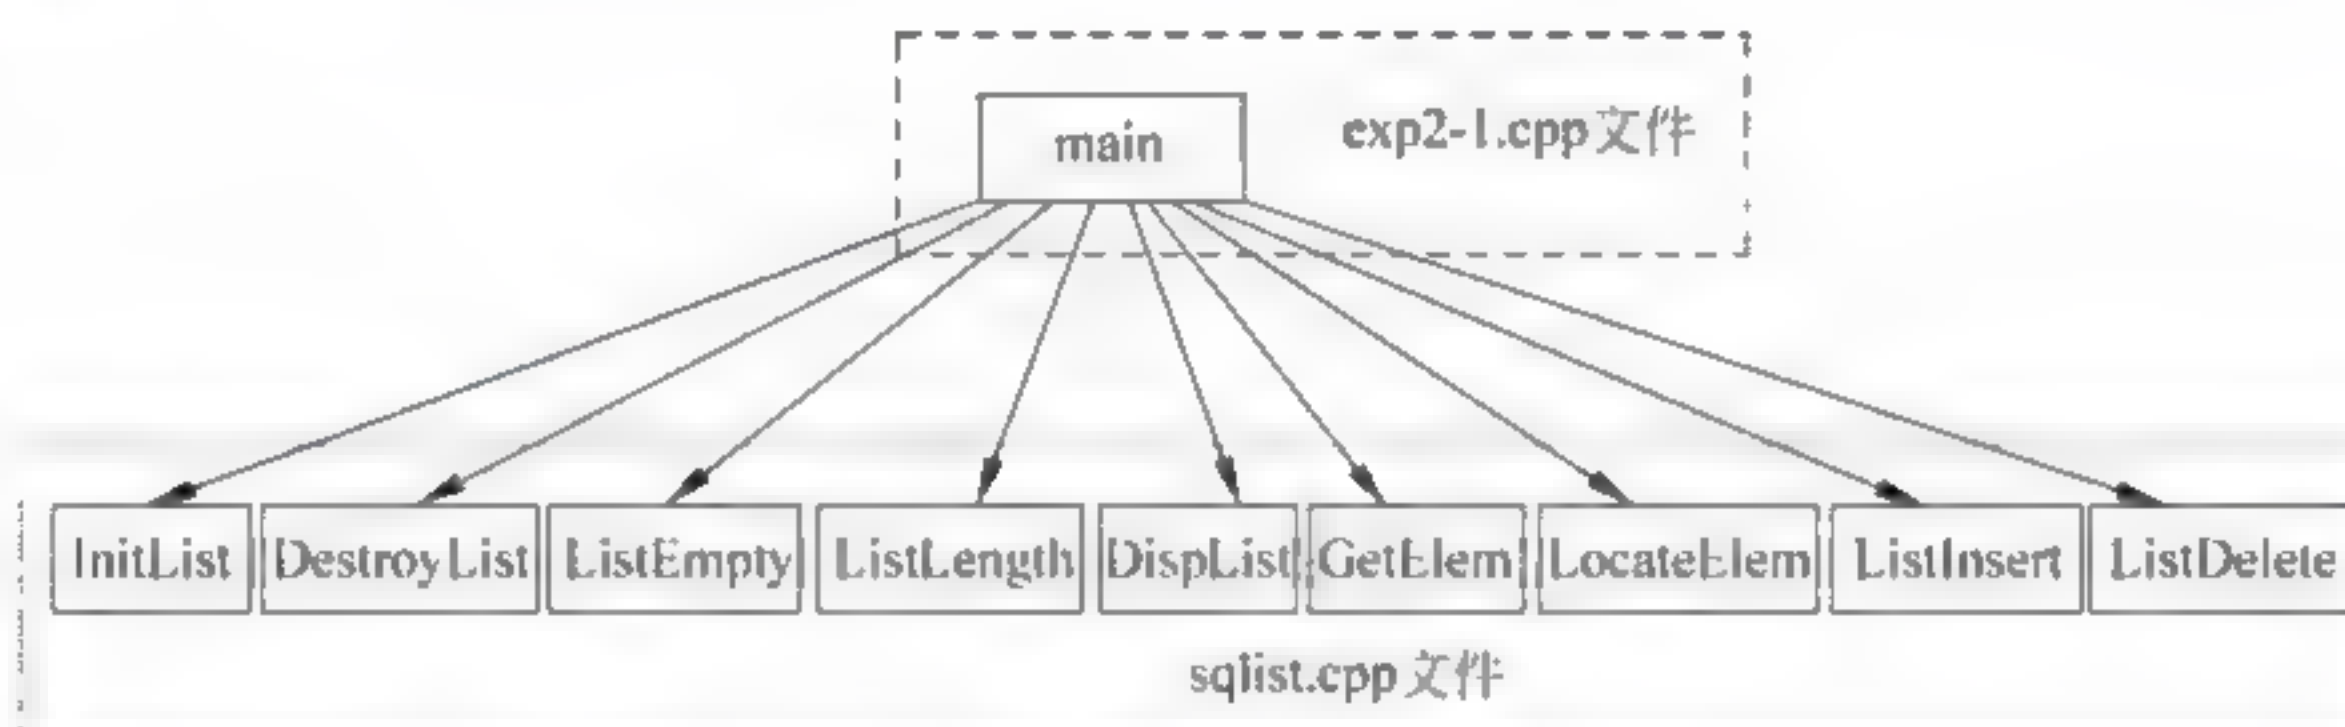 main
exp2-1.cpp文件
InitList
DestroyList
ListEmpty
ListLength
DispList
GetElem
LocateElem
ListInsert
ListDelete
sqlist.cpp文件